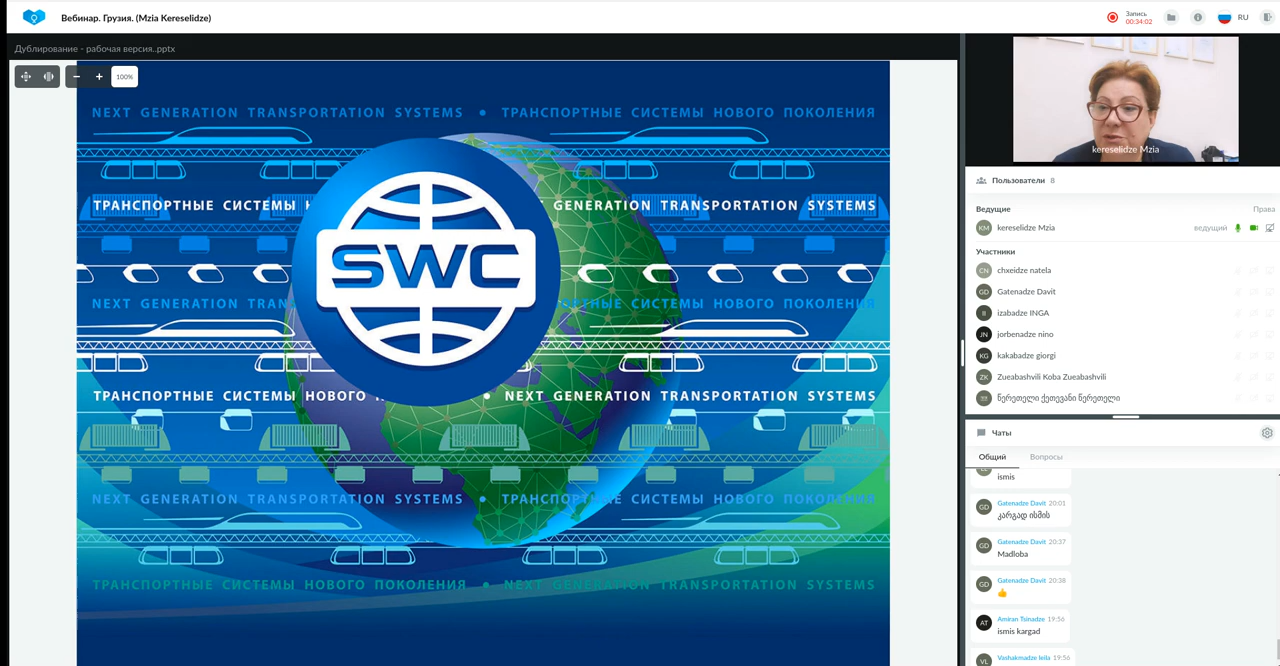 Вебинар. Грузия. (Mzia Kereselidze)
Запись
00:34:02
RU
Дублирование - рабочая версия..pptx
100%
NEXT GENERATION TRANSPORTATION SYSTEMS • ТРАНСПОРТНЫЕ СИСТЕМЫ НОВОГО ПОКОЛЕНИЯ
ТРАНСПОРТНЫЕ СИСТЕМЫ GENERATION TRANSPORTATION SYSTEMS
SWC
NEXT GENERATION СИСТЕМЫ НОВОГО ПОКОЛЕНИЯ
ТРАНСПОРТНЫЕ СИСТЕМЫ НОВОГО • NEXT GENERATION TRANSPORTATION SYSTEMS
NEXT GENERATION TRANSPORTATION SYSTEMS • ТРАНСПОРТНЫЕ СИСТЕМЫ НОВОГО ПОКОЛЕНИЯ
ТРАНСПОРТНЫЕ СИСТЕМЫ НОВОГО ПОКОЛЕНИЯ • NEXT GENERATION TRANSPORTATION SYSTEMS
kereselidze Mzia
Пользователи 8
Ведущие Права
KM kereselidze Mzia ведущий
Участники
CN chxeidze natela
GD Gatenadze Davit
II izabadze INGA
JN jorbenadze nino
KG kakabadze giorgi
ZK Zueabashvili Koba Zueabashvili
წერეთელი ქეთევანი წერეთელი
Чаты
Общий Вопросы
ismis
GD Gatenadze Davit 20:01
კარგად ისმის
GD Gatenadze Davit 20:37
Madloba
GD Gatenadze Davit 20:38
👍
AT Amiran Tsinadze 19:56
ismis kargad
VL Vashakmadze leila 19:56